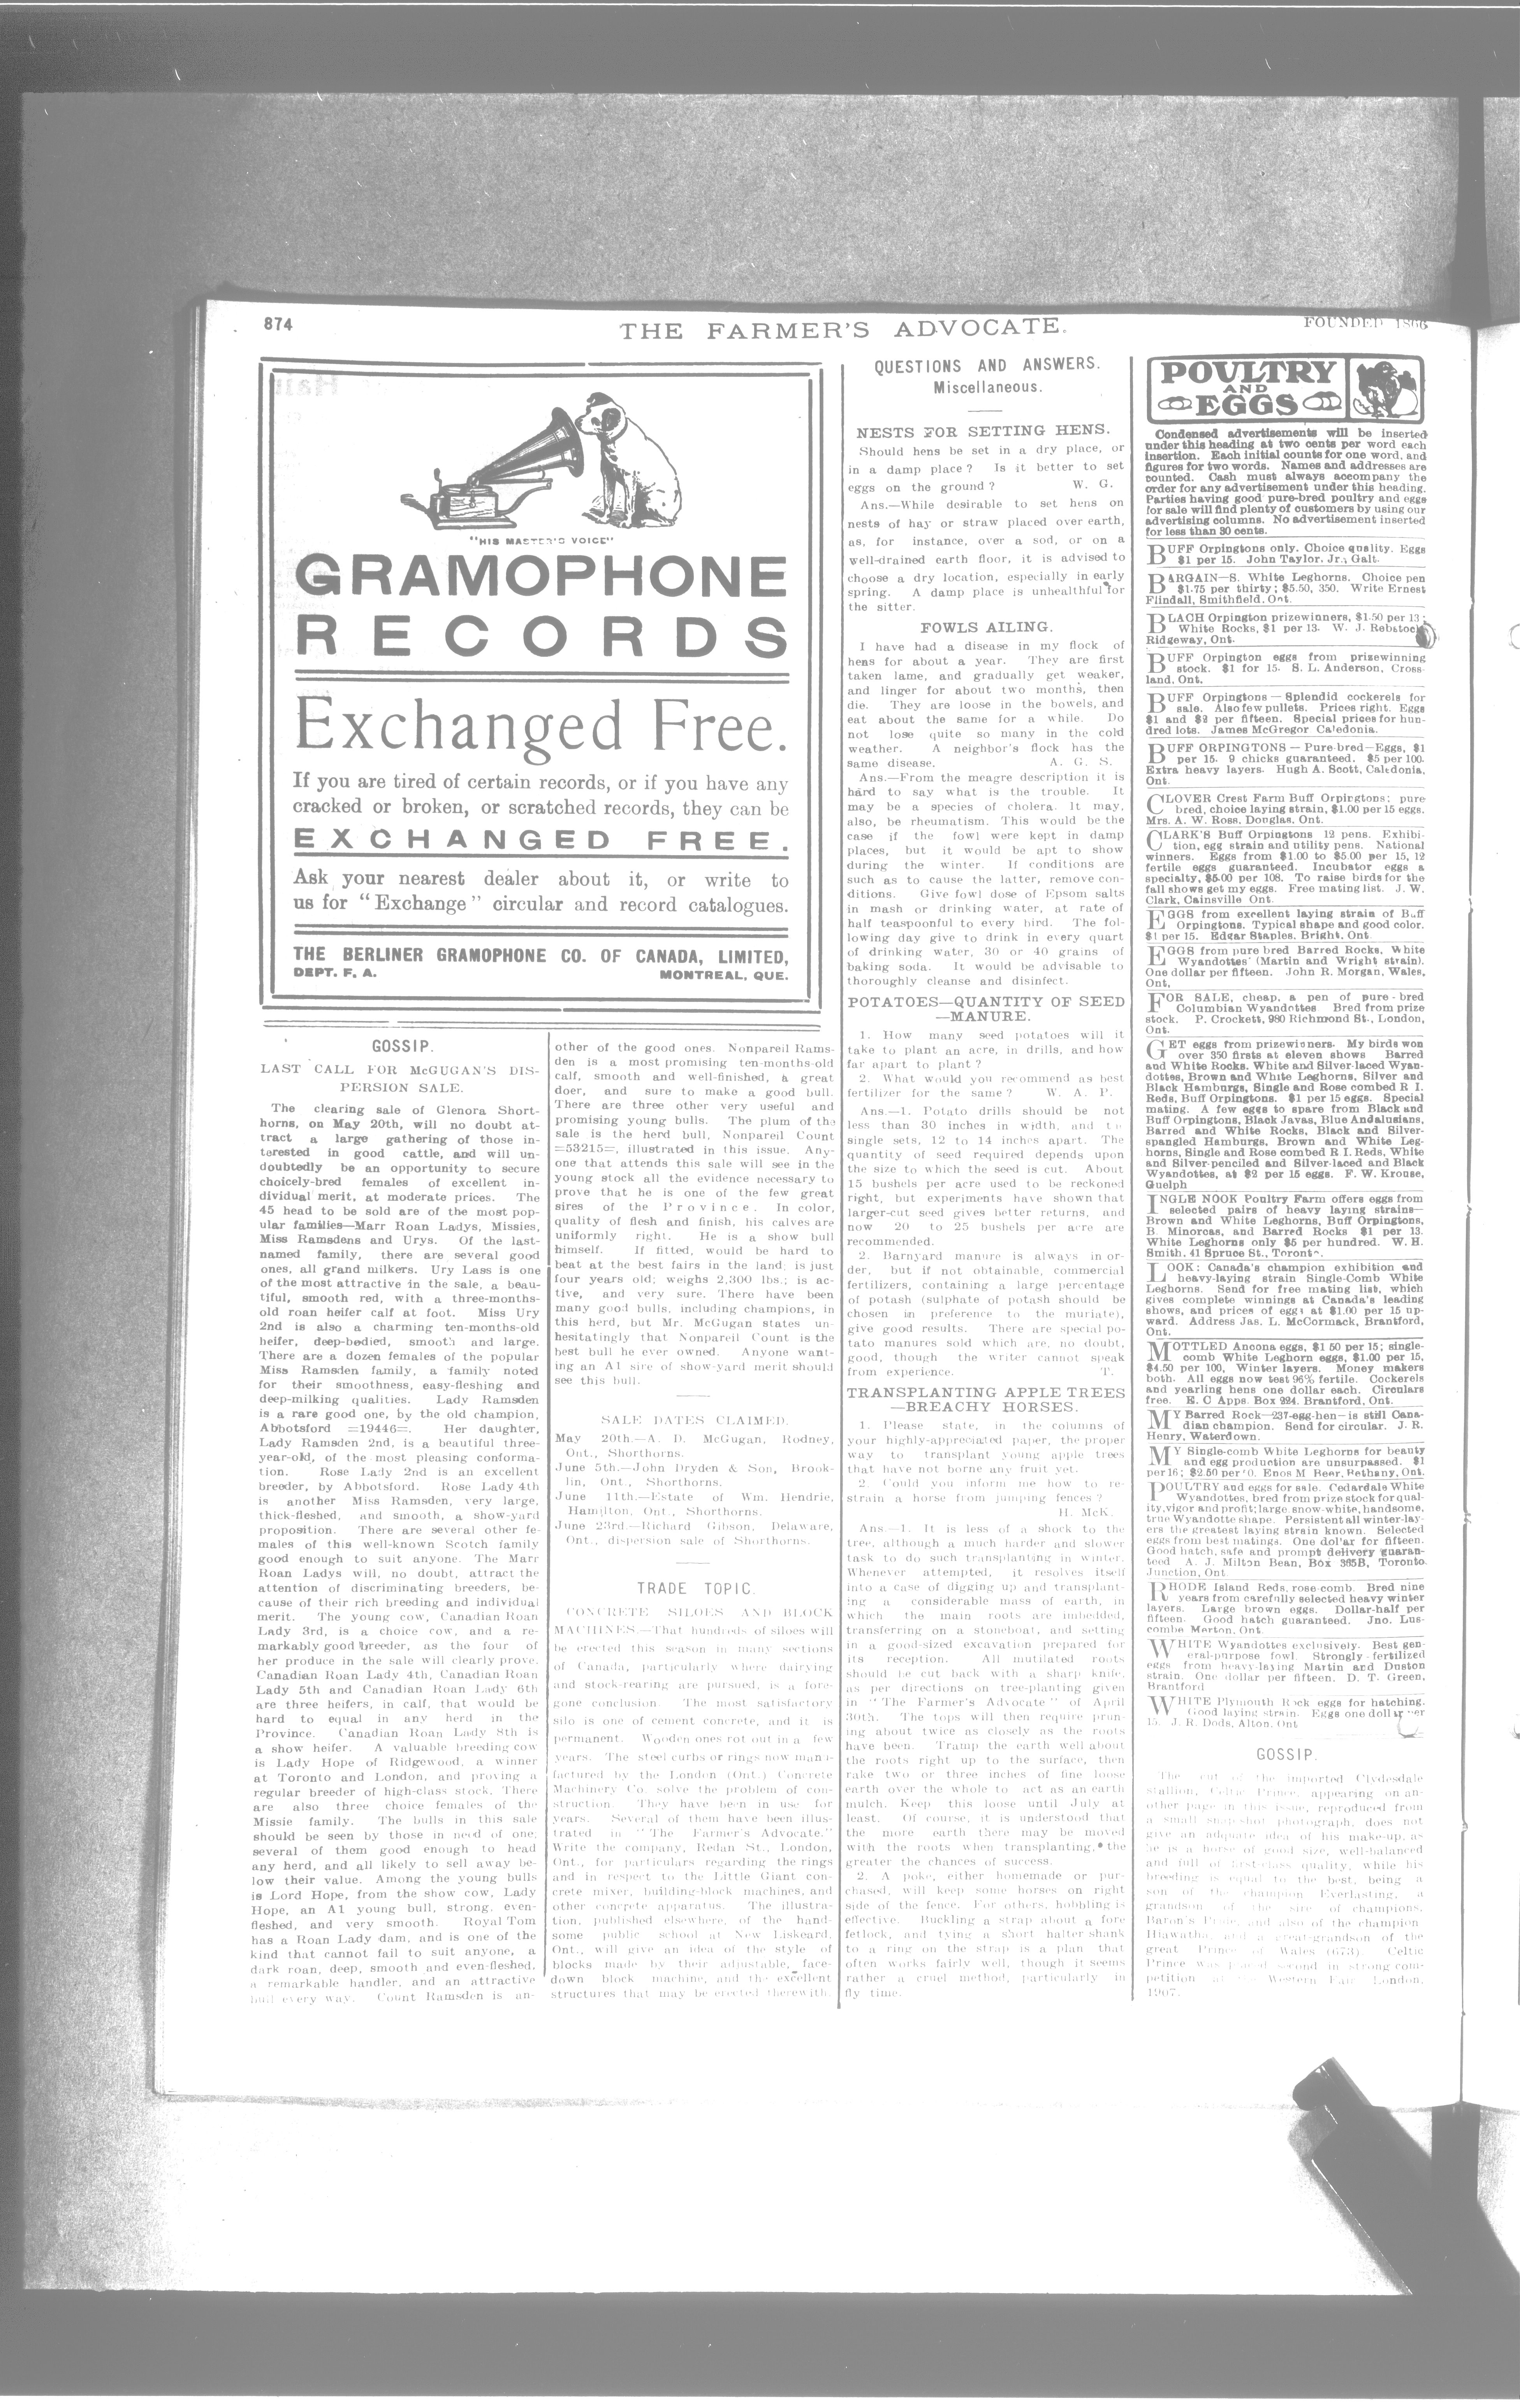 874
THE FARMER'S ADVOCATE.
FOUNDED 1866
"HIS MASTER'S VOICE"
GRAMOPHONE
RECORDS
Exchanged Free.
If you are tired of certain records, or if you have any
cracked or broken, or scratched records, they can be
EXCHANGED FREE.
Ask your nearest dealer about it, or write to
us for "Exchange" circular and record catalogues.
THE BERLINER GRAMOPHONE CO. OF CANADA, LIMITED,
DEPT. F. A. MONTREAL, QUE.
GOSSIP.
LAST CALL FOR McGUGAN'S DIS-
PERSION SALE.
The clearing sale of Glenora Short-
horns, on May 20th, will no doubt at-
tract a large gathering of those in-
terested in good cattle, and will un-
doubtedly be an opportunity to secure
choicely-bred females of excellent in-
dividual merit, at moderate prices. The
45 head to be sold are of the most pop-
ular families—Marr Roan Ladys, Missies,
Miss Ramsdens and Urys. Of the last-
named family, there are several good
ones, all grand milkers. Ury Lass is one
of the most attractive in the sale, a beau-
tiful, smooth red, with a three-months-
old roan heifer calf at foot. Miss Ury
2nd is also a charming ten-months-old
heifer, deep-bodied, smooth and large.
There are a dozen females of the popular
Miss Ramsden family, a family noted
for their smoothness, easy-fleshing and
deep-milking qualities. Lady Ramsden
is a rare good one, by the old champion,
Abbotsford =19446=. Her daughter,
Lady Ramsden 2nd, is a beautiful three-
year-old, of the most pleasing conforma-
tion. Rose Lady 2nd is an excellent
breeder, by Abbotsford. Rose Lady 4th
is another Miss Ramsden, very large,
thick-fleshed, and smooth, a show-yard
proposition. There are several other fe-
males of this well-known Scotch family
good enough to suit anyone. The Marr
Roan Ladys will, no doubt, attract the
attention of discriminating breeders, be-
cause of their rich breeding and individual
merit. The young cow, Canadian Roan
Lady 3rd, is a choice cow, and a re-
markably good breeder, as the four of
her produce in the sale will clearly prove.
Canadian Roan Lady 4th, Canadian Roan
Lady 5th and Canadian Roan Lady 6th
are three heifers, in calf, that would be
hard to equal in any herd in the
Province. Canadian Roan Lady 8th is
a show heifer. A valuable breeding cow
is Lady Hope of Ridgewood, a winner
at Toronto and London, and proving a
regular breeder of high-class stock. There
are also three choice females of the
Missie family. The bulls in this sale
should be seen by those in need of one;
several of them good enough to head
any herd, and all likely to sell away be-
low their value. Among the young bulls
is Lord Hope, from the show cow, Lady
Hope, an A1 young bull, strong, even-
fleshed, and very smooth. Royal Tom
has a Roan Lady dam, and is one of the
kind that cannot fail to suit anyone, a
dark roan, deep, smooth and even-fleshed,
a remarkable handler, and an attractive
bull every way. Count Ramsden is an-
other of the good ones. Nonpareil Rams-
den is a most promising ten-months-old
calf, smooth and well-finished, a great
doer, and sure to make a good bull.
There are three other very useful and
promising young bulls. The plum of the
sale is the herd bull, Nonpareil Count
=53215=, illustrated in this issue. Any-
one that attends this sale will see in the
young stock all the evidence necessary to
prove that he is one of the few great
sires of the Province. In color,
quality of flesh and finish, his calves are
uniformly right. He is a show bull
himself. If fitted, would be hard to
beat at the best fairs in the land; is just
four years old; weighs 2,300 lbs.; is ac-
tive, and very sure. There have been
many good bulls, including champions, in
this herd, but Mr. McGugan states un-
hesitatingly that Nonpareil Count is the
best bull he ever owned. Anyone want-
ing an A1 sire of show-yard merit should
see this bull.
SALE DATES CLAIMED.
May 20th.—A. D. McGugan, Rodney,
Ont., Shorthorns.
June 5th.—John Dryden & Son, Brook-
lin, Ont., Shorthorns.
June 11th.—Estate of Wm. Hendrie,
Hamilton, Ont., Shorthorns.
June 23rd.—Richard Gibson, Delaware,
Ont., dispersion sale of Shorthorns.
TRADE TOPIC.
CONCRETE SILOES AND BLOCK
MACHINES.—That hundreds of siloes will
be erected this season in many sections
of Canada, particularly where dairying
and stock-rearing are pursued, is a fore-
gone conclusion. The most satisfactory
silo is one of cement concrete, and it is
permanent. Wooden ones rot out in a few
years. The steel curbs or rings now manu-
factured by the London (Ont.) Concrete
Machinery Co. solve the problem of con-
struction. They have been in use for
years. Several of them have been illus-
trated in "The Farmer's Advocate."
Write the company, Redan St., London,
Ont., for particulars regarding the rings
and in respect to the Little Giant con-
crete mixer, building-block machines, and
other concrete apparatus. The illustra-
tion, published elsewhere, of the hand-
some public school at New Liskeard,
Ont., will give an idea of the style of
blocks made by their adjustable, face-
down block machine, and the excellent
structures that may be erected therewith.
QUESTIONS AND ANSWERS.
Miscellaneous.
NESTS FOR SETTING HENS.
Should hens be set in a dry place, or
in a damp place? Is it better to set
eggs on the ground? W. G.
Ans.—While desirable to set hens on
nests of hay or straw placed over earth,
as, for instance, over a sod, or on a
well-drained earth floor, it is advised to
choose a dry location, especially in early
spring. A damp place is unhealthful for
the sitter.
FOWLS AILING.
I have had a disease in my flock of
hens for about a year. They are first
taken lame, and gradually get weaker,
and linger for about two months, then
die. They are loose in the bowels, and
eat about the same for a while. Do
not lose quite so many in the cold
weather. A neighbor's flock has the
same disease. A. G. S.
Ans.—From the meagre description it is
hard to say what is the trouble. It
may be a species of cholera. It may,
also, be rheumatism. This would be the
case if the fowl were kept in damp
places, but it would be apt to show
during the winter. If conditions are
such as to cause the latter, remove con-
ditions. Give fowl dose of Epsom salts
in mash or drinking water, at rate of
half teaspoonful to every bird. The fol-
lowing day give to drink in every quart
of drinking water, 30 or 40 grains of
baking soda. It would be advisable to
thoroughly cleanse and disinfect.
POTATOES—QUANTITY OF SEED
—MANURE.
1. How many seed potatoes will it
take to plant an acre, in drills, and how
far apart to plant?
2. What would you recommend as best
fertilizer for the same? W. A. P.
Ans.—1. Potato drills should be not
less than 30 inches in width, and the
single sets, 12 to 14 inches apart. The
quantity of seed required depends upon
the size to which the seed is cut. About
15 bushels per acre used to be reckoned
right, but experiments have shown that
larger-cut seed gives better returns, and
now 20 to 25 bushels per acre are
recommended.
2. Barnyard manure is always in or-
der, but if not obtainable, commercial
fertilizers, containing a large percentage
of potash (sulphate of potash should be
chosen in preference to the muriate),
give good results. There are special po-
tato manures sold which are, no doubt,
good, though the writer cannot speak
from experience. T.
TRANSPLANTING APPLE TREES
—BREACHY HORSES.
1. Please state, in the columns of
your highly-appreciated paper, the proper
way to transplant young apple trees
that have not borne any fruit yet.
2. Could you inform me how to re-
strain a horse from jumping fences?
H. McK.
Ans.—1. It is less of a shock to the
tree, although a much harder and slower
task to do such transplanting in winter.
Whenever attempted, it resolves itself
into a case of digging up and transplant-
ing a considerable mass of earth, in
which the main roots are imbedded,
transferring on a stoneboat, and setting
in a good-sized excavation prepared for
its reception. All mutilated roots
should be cut back with a sharp knife,
as per directions on tree-planting given
in "The Farmer's Advocate" of April
30th. The tops will then require prun-
ing about twice as closely as the roots
have been. Tramp the earth well about
the roots right up to the surface, then
rake two or three inches of fine loose
earth over the whole to act as an earth
mulch. Keep this loose until July at
least. Of course, it is understood that
the more earth there may be moved
with the roots when transplanting, the
greater the chances of success.
2. A poke, either homemade or pur-
chased, will keep some horses on right
side of the fence. For others, hobbling is
effective. Buckling a strap about a fore
fetlock, and tying a short halter shank
to a ring on the strap is a plan that
often works fairly well, though it seems
rather a cruel method, particularly in
fly time.
POULTRY
AND
EGGS
Condensed advertisements will be inserted
under this heading at two cents per word each
insertion. Each initial counts for one word, and
figures for two words. Names and addresses are
counted. Cash must always accompany the
order for any advertisement under this heading.
Parties having good pure-bred poultry and eggs
for sale will find plenty of customers by using our
advertising columns. No advertisement inserted
for less than 30 cents.
BUFF Orpingtons only. Choice quality. Eggs
$1 per 15. John Taylor, Jr., Galt.
BARGAIN—S. White Leghorns. Choice pen
$1.75 per thirty; $5.50, 350. Write Ernest
Flindall, Smithfield, Ont.
BLACH Orpington prizewinners, $1.50 per 13;
White Rocks, $1 per 13. W. J. Rebstock
Ridgeway, Ont.
BUFF Orpington eggs from prizewinning
stock. $1 for 15. S. L. Anderson, Cross-
land, Ont.
BUFF Orpingtons — Splendid cockerels for
sale. Also few pullets. Prices right. Eggs
$1 and $2 per fifteen. Special prices for hun-
dred lots. James McGregor Caledonia.
BUFF ORPINGTONS — Pure-bred—Eggs, $1
per 15. 9 chicks guaranteed. $5 per 100.
Extra heavy layers. Hugh A. Scott, Caledonia,
Ont.
CLOVER Crest Farm Buff Orpingtons; pure
bred, choice laying strain, $1.00 per 15 eggs.
Mrs. A. W. Ross, Douglas, Ont.
CLARK'S Buff Orpingtons 12 pens. Exhibi-
tion, egg strain and utility pens. National
winners. Eggs from $1.00 to $5.00 per 15, 12
fertile eggs guaranteed. Incubator eggs a
specialty, $5.00 per 108. To raise birds for the
fall shows get my eggs. Free mating list. J. W.
Clark, Cainsville Ont.
EGGS from excellent laying strain of Buff
Orpingtons. Typical shape and good color.
$1 per 15. Edgar Staples, Bright, Ont
EGGS from pure bred Barred Rocks, White
Wyandottes' (Martin and Wright strain).
One dollar per fifteen. John R. Morgan, Wales,
Ont.
FOR SALE, cheap, a pen of pure-bred
Columbian Wyandottes Bred from prize
stock. P. Crockett, 980 Richmond St., London,
Ont.
GET eggs from prizewinners. My birds won
over 350 firsts at eleven shows Barred
and White Rocks, White and Silver-laced Wyan-
dottes, Brown and White Leghorns, Silver and
Black Hamburgs, Single and Rose combed R I.
Reds, Buff Orpingtons. $1 per 15 eggs. Special
mating. A few eggs to spare from Black and
Buff Orpingtons, Black Javas, Blue Andalusians,
Barred and White Rocks, Black and Silver-
spangled Hamburgs, Brown and White Leg-
horns, Single and Rose combed R I. Reds, White
and Silver-penciled and Silver-laced and Black
Wyandottes, at $2 per 15 eggs. F. W. Krouse,
Guelph
INGLE NOOK Poultry Farm offers eggs from
selected pairs of heavy laying strains—
Brown and White Leghorns, Buff Orpingtons,
B Minorcas, and Barred Rocks $1 per 13.
White Leghorns only $5 per hundred. W. H.
Smith, 41 Spruce St., Toronto.
LOOK: Canada's champion exhibition and
heavy-laying strain Single-Comb White
Leghorns. Send for free mating list, which
gives complete winnings at Canada's leading
shows, and prices of eggs at $1.00 per 15 up-
ward. Address Jas. L. McCormack, Brantford,
Ont.
MOTTLED Ancona eggs, $1 50 per 15; single-
comb White Leghorn eggs, $1.00 per 15,
$4.50 per 100, Winter layers. Money makers
both. All eggs now test 96% fertile. Cockerels
and yearling hens one dollar each. Circulars
free. E. C Apps Box 224, Brantford, Ont.
MY Barred Rock—237-egg-hen—is still Cana-
dian champion. Send for circular. J. R.
Henry, Waterdown.
MY Single-comb White Leghorns for beauty
and egg production are unsurpassed. $1
per 16; $2.50 per 50. Enos M Beer, Bethany, Ont.
POULTRY and eggs for sale. Cedardale White
Wyandottes, bred from prize stock for qual-
ity, vigor and profit; large snow-white, handsome,
true Wyandotte shape. Persistent all winter-lay-
ers the greatest laying strain known. Selected
eggs from best matings. One dollar for fifteen.
Good hatch, safe and prompt delivery guaran-
teed A. J. Milton Bean, Box 365B, Toronto
Junction, Ont
RHODE Island Reds, rose-comb. Bred nine
years from carefully selected heavy winter
layers. Large brown eggs. Dollar-half per
fifteen. Good hatch guaranteed. Jno. Lus-
combe Merton, Ont.
WHITE Wyandottes exclusively. Best gen-
eral-purpose fowl. Strongly-fertilized
eggs from heavy-laying Martin and Duston
strain. One dollar per fifteen. D. T. Green,
Brantford
WHITE Plymouth Rock eggs for hatching.
Good laying strain. Eggs one dollar per
15. J. R. Dods, Alton, Ont
GOSSIP.
The cut of the imported Clydesdale
stallion, Celtic Prince, appearing on an-
other page in this issue, reproduced from
a small snapshot photograph, does not
give an adequate idea of his make-up, as
he is a horse of good size, well-balanced
and full of first-class quality, while his
breeding is equal to the best, being a
son of the champion Everlasting, a
grandson of the sire of champions,
Baron's Pride, and also of the champion
Hiawatha, and a great-grandson of the
great Prince of Wales (673). Celtic
Prince was placed second in strong com-
petition at the Western Fair, London,
1907.